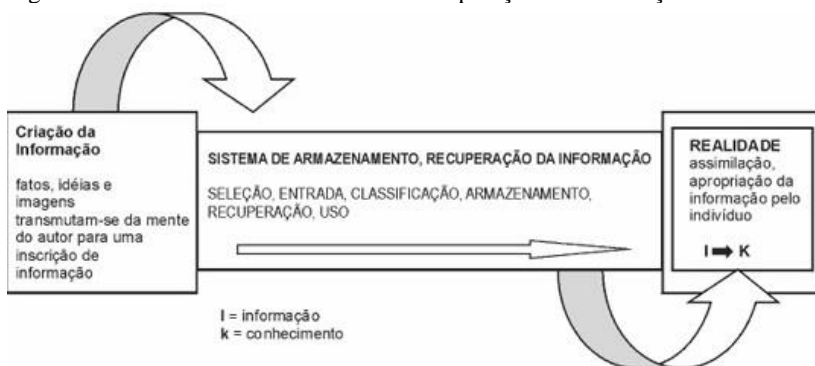 Criação da
Informação
fatos, idéias e
imagens
transmutam-se da mente
do autor para uma
inscrição de
informação
SISTEMA DE ARMAZENAMENTO, RECUPERAÇÃO DA INFORMAÇÃO
SELEÇÃO, ENTRADA, CLASSIFICAÇÃO, ARMAZENAMENTO,
RECUPERAÇÃO, USO
REALIDADE
assimilação,
apropriação da
informação pelo
indivíduo
I ➡ K
I = informação
k = conhecimento